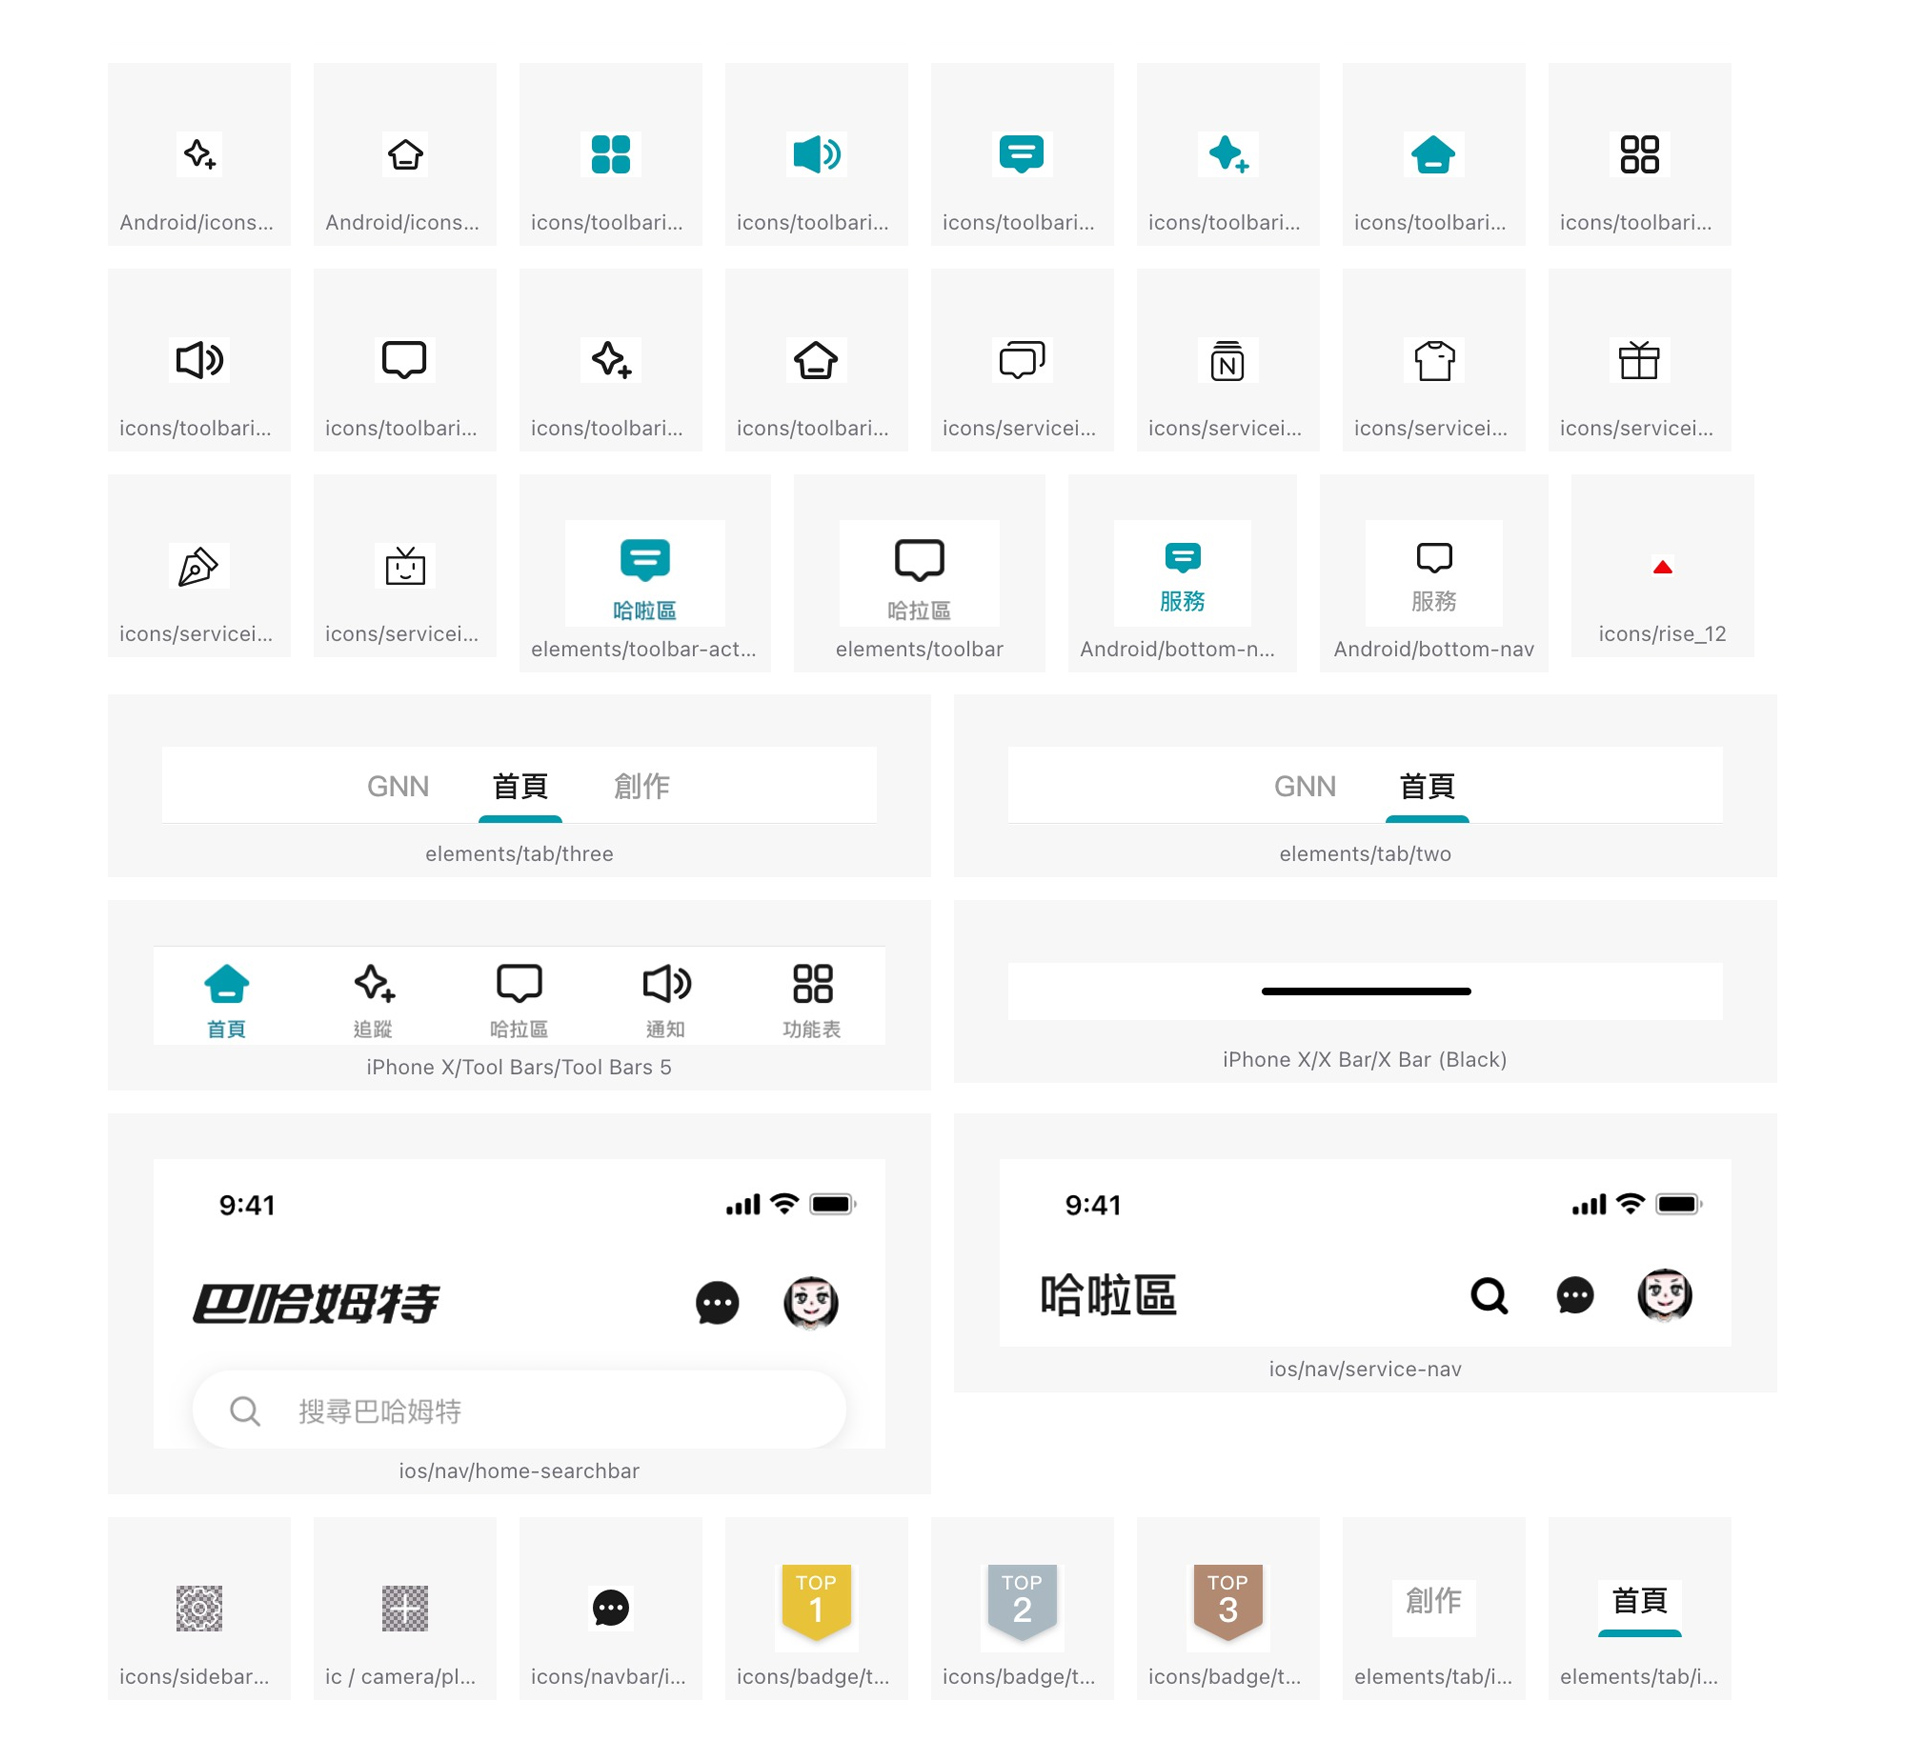 Android/icons...
Android/icons...
icons/toolbari...
icons/toolbari...
icons/toolbari...
icons/toolbari...
icons/toolbari...
icons/toolbari...
icons/toolbari...
icons/toolbari...
icons/toolbari...
icons/toolbari...
icons/servicei...
N
icons/servicei...
icons/servicei...
icons/servicei...
icons/servicei...
icons/servicei...
哈啦區
elements/toolbar-act...
哈拉區
elements/toolbar
服務
Android/bottom-n...
服務
Android/bottom-nav
icons/rise_12
GNN 首頁 創作
elements/tab/three
GNN 首頁
elements/tab/two
首頁 追蹤 哈拉區 通知 功能表
iPhone X/Tool Bars/Tool Bars 5
iPhone X/X Bar/X Bar (Black)
9:41
巴哈姆特
搜尋巴哈姆特
ios/nav/home-searchbar
9:41
哈啦區
ios/nav/service-nav
icons/sidebar...
ic / camera/pl...
icons/navbar/i...
TOP
1
icons/badge/t...
TOP
2
icons/badge/t...
TOP
3
icons/badge/t...
創作
elements/tab/i...
首頁
elements/tab/i...